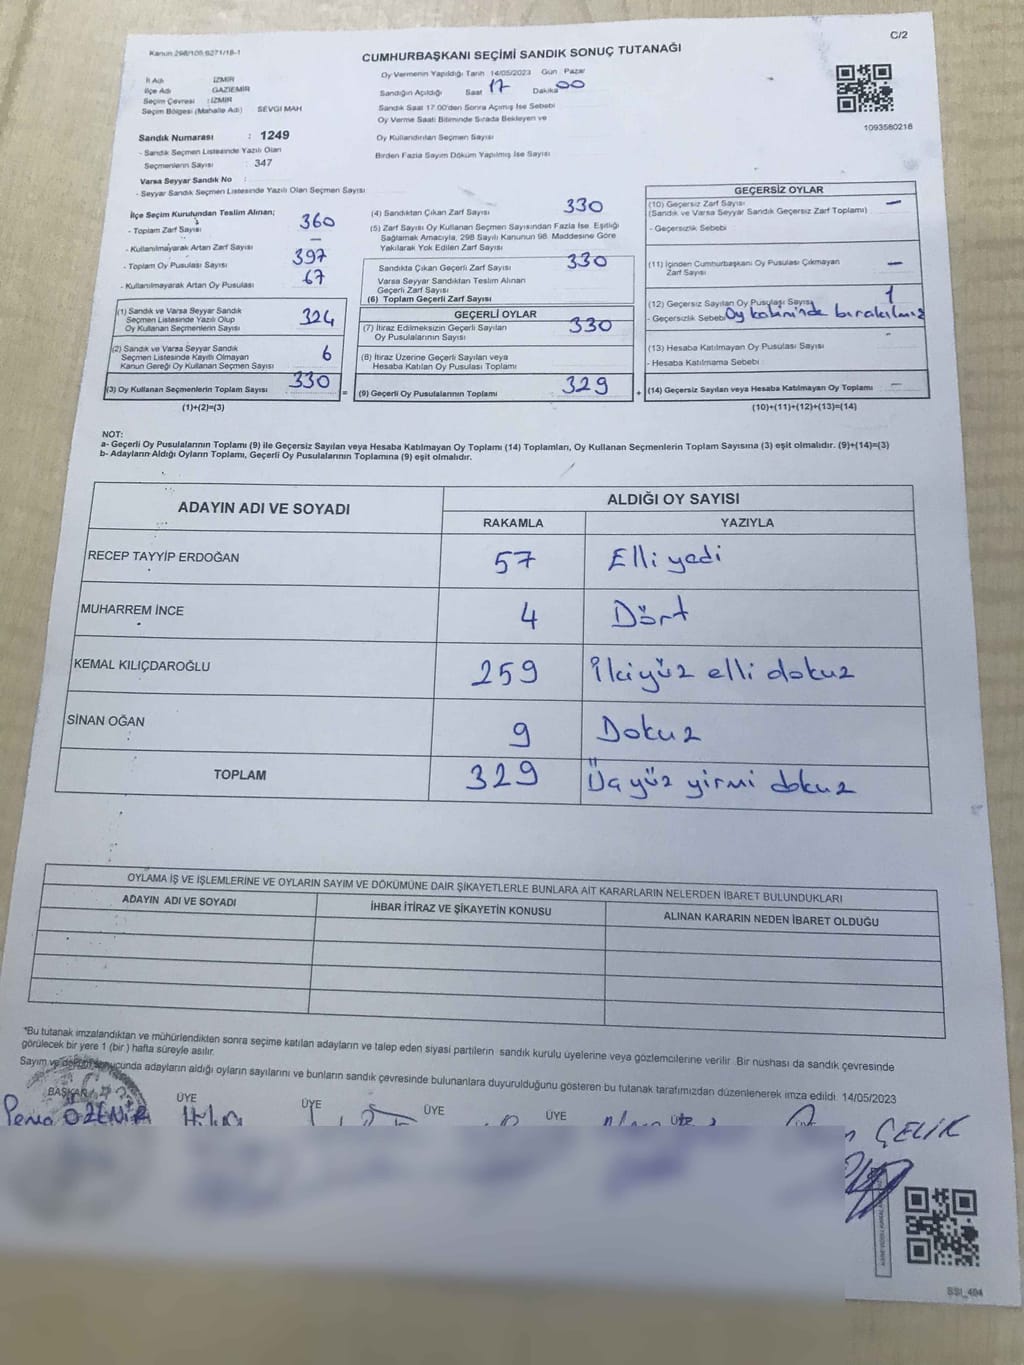 Kanun 298/105,6271/18-1
C/2
CUMHURBAŞKANI SEÇİMİ SANDIK SONUÇ TUTANAĞI
İl Adı : İZMİR
İlçe Adı : GAZİEMİR
Seçim Çevresi : İZMİR
Seçim Bölgesi (Mahalle Adı) SEVGİ MAH
Sandık Numarası : 1249
- Sandık Seçmen Listesinde Yazılı Olan
Seçmenlerin Sayısı : 347
Varsa Seyyar Sandık No :
- Seyyar Sandık Seçmen Listesinde Yazılı Olan Seçmen Sayısı
Oy Vermenin Yapıldığı Tarih 14/05/2023 Gün : Pazar
Sandığın Açıldığı Saat 17 Dakika 00
Sandık Saat 17.00'den Sonra Açımış İse Sebebi
Oy Verme Saati Bitiminde Sırada Bekleyen ve
Oy Kullandırılan Seçmen Sayısı
Birden Fazla Sayım Döküm Yapılmış İse Sayısı
1093580218
İlçe Seçim Kurulundan Teslim Alınan;
- Toplam Zarf Sayısı 360
- Kullanılmayarak Artan Zarf Sayısı —
- Toplam Oy Pusulası Sayısı 397
- Kullanılmayarak Artan Oy Pusulası 67
(1) Sandık ve Varsa Seyyar Sandık
Seçmen Listesinde Yazılı Olup
Oy Kullanan Seçmenlerin Sayısı 324
(2) Sandık ve Varsa Seyyar Sandık
Seçmen Listesinde Kayıtlı Olmayan
Kanun Gereği Oy Kullanan Seçmen Sayısı 6
(3) Oy Kullanan Seçmenlerin Toplam Sayısı 330 =
(1)+(2)=(3)
(4) Sandıktan Çıkan Zarf Sayısı 330
(5) Zarf Sayısı Oy Kullanan Seçmen Sayısından Fazla İse, Eşitliği
Sağlamak Amacıyla, 298 Sayılı Kanunun 98. Maddesine Göre
Yakılarak Yok Edilen Zarf Sayısı
Sandıkta Çıkan Geçerli Zarf Sayısı 330
Varsa Seyyar Sandıktan Teslim Alınan
Geçerli Zarf Sayısı
(6) Toplam Geçerli Zarf Sayısı
GEÇERLİ OYLAR
(7) İtiraz Edilmeksizin Geçerli Sayılan
Oy Pusulalarının Sayısı 330
(8) İtiraz Üzerine Geçerli Sayılan veya
Hesaba Katılan Oy Pusulası Toplamı
(9) Geçerli Oy Pusulalarının Toplamı 329 +
GEÇERSİZ OYLAR
(10) Geçersiz Zarf Sayısı —
(Sandık ve Varsa Seyyar Sandık Geçersiz Zarf Toplamı)
- Geçersizlik Sebebi
(11) İçinden Cumhurbaşkanı Oy Pusulası Çıkmayan —
Zarf Sayısı
(12) Geçersiz Sayılan Oy Pusulası Sayısı 1
- Geçersizlik Sebebi Oy kabininde bırakılmış
(13) Hesaba Katılmayan Oy Pusulası Sayısı
- Hesaba Katılmama Sebebi :
(14) Geçersiz Sayılan veya Hesaba Katılmayan Oy Toplamı —
(10)+(11)+(12)+(13)=(14)
NOT:
a- Geçerli Oy Pusulalarının Toplamı (9) ile Geçersiz Sayılan veya Hesaba Katılmayan Oy Toplamı (14) Toplamları, Oy Kullanan Seçmenlerin Toplam Sayısına (3) eşit olmalıdır. (9)+(14)=(3)
b- Adayların Aldığı Oyların Toplamı, Geçerli Oy Pusulalarının Toplamına (9) eşit olmalıdır.
ADAYIN ADI VE SOYADI
ALDIĞI OY SAYISI
RAKAMLA YAZIYLA
RECEP TAYYİP ERDOĞAN 57 Elli yedi
MUHARREM İNCE 4 Dört
KEMAL KILIÇDAROĞLU 259 İkiyüz elli dokuz
SİNAN OĞAN 9 Dokuz
TOPLAM 329 Üçyüz yirmi dokuz
OYLAMA İŞ VE İŞLEMLERİNE VE OYLARIN SAYIM VE DÖKÜMÜNE DAİR ŞİKAYETLERLE BUNLARA AİT KARARLARIN NELERDEN İBARET BULUNDUKLARI
ADAYIN ADI VE SOYADI İHBAR İTİRAZ VE ŞİKAYETİN KONUSU ALINAN KARARIN NEDEN İBARET OLDUĞU
*Bu tutanak imzalandıktan ve mühürlendikten sonra seçime katılan adayların ve talep eden siyasi partilerin sandık kurulu üyelerine veya gözlemcilerine verilir. Bir nüshası da sandık çevresinde
görülecek bir yere 1 (bir ) hafta süreyle asılır.
Sayım ve döküm sonucunda adayların aldığı oyların sayılarını ve bunların sandık çevresinde bulunanlara duyurulduğunu gösteren bu tutanak tarafımızdan düzenlenerek imza edildi. 14/05/2023
BAŞKAN ÜYE ÜYE ÜYE ÜYE ÜYE
ÇELİK
SSI_404